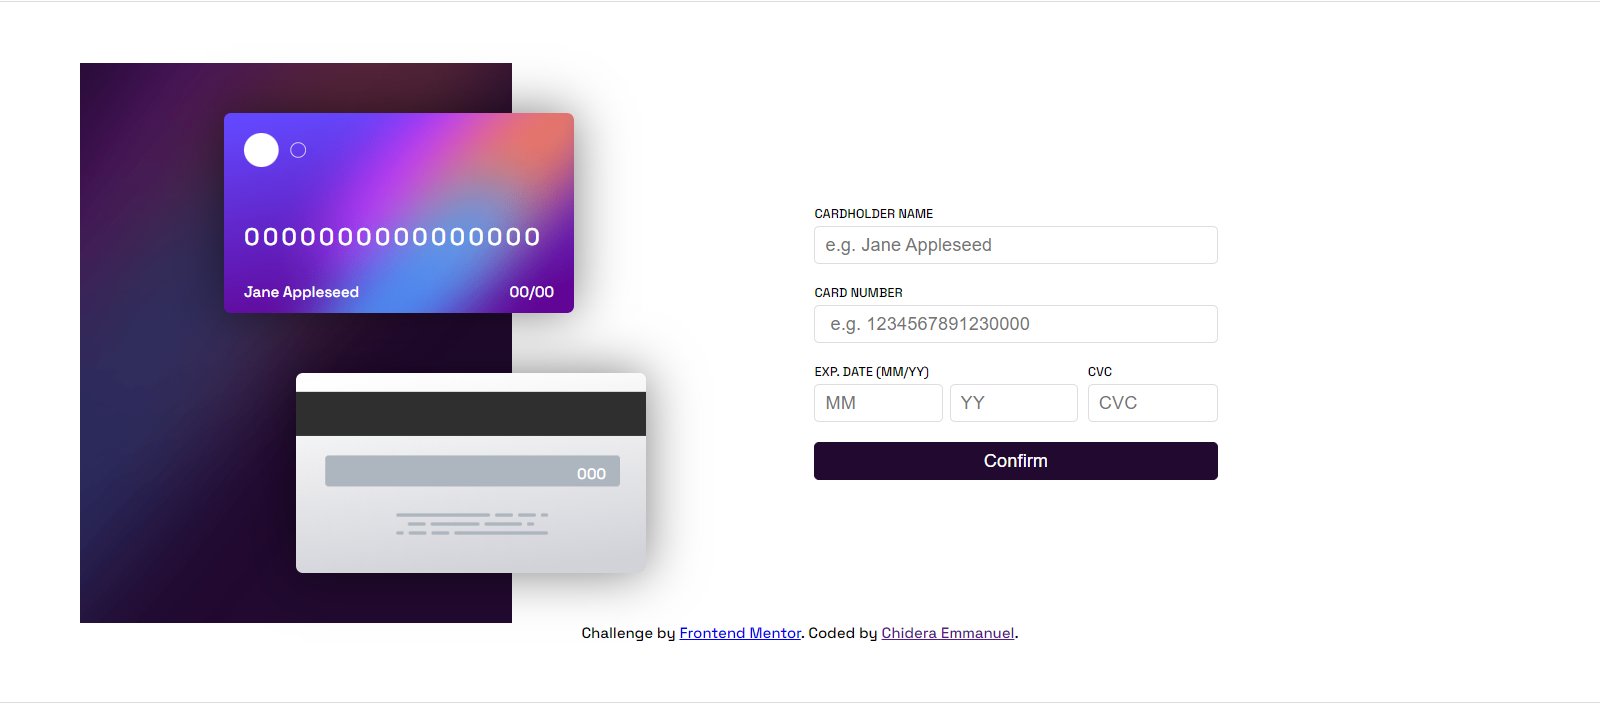 0000000000000000
Jane Appleseed 00/00
000
CARDHOLDER NAME
e.g. Jane Appleseed
CARD NUMBER
e.g. 1234567891230000
EXP. DATE (MM/YY) CVC
MM YY CVC
Confirm
Challenge by Frontend Mentor. Coded by Chidera Emmanuel.